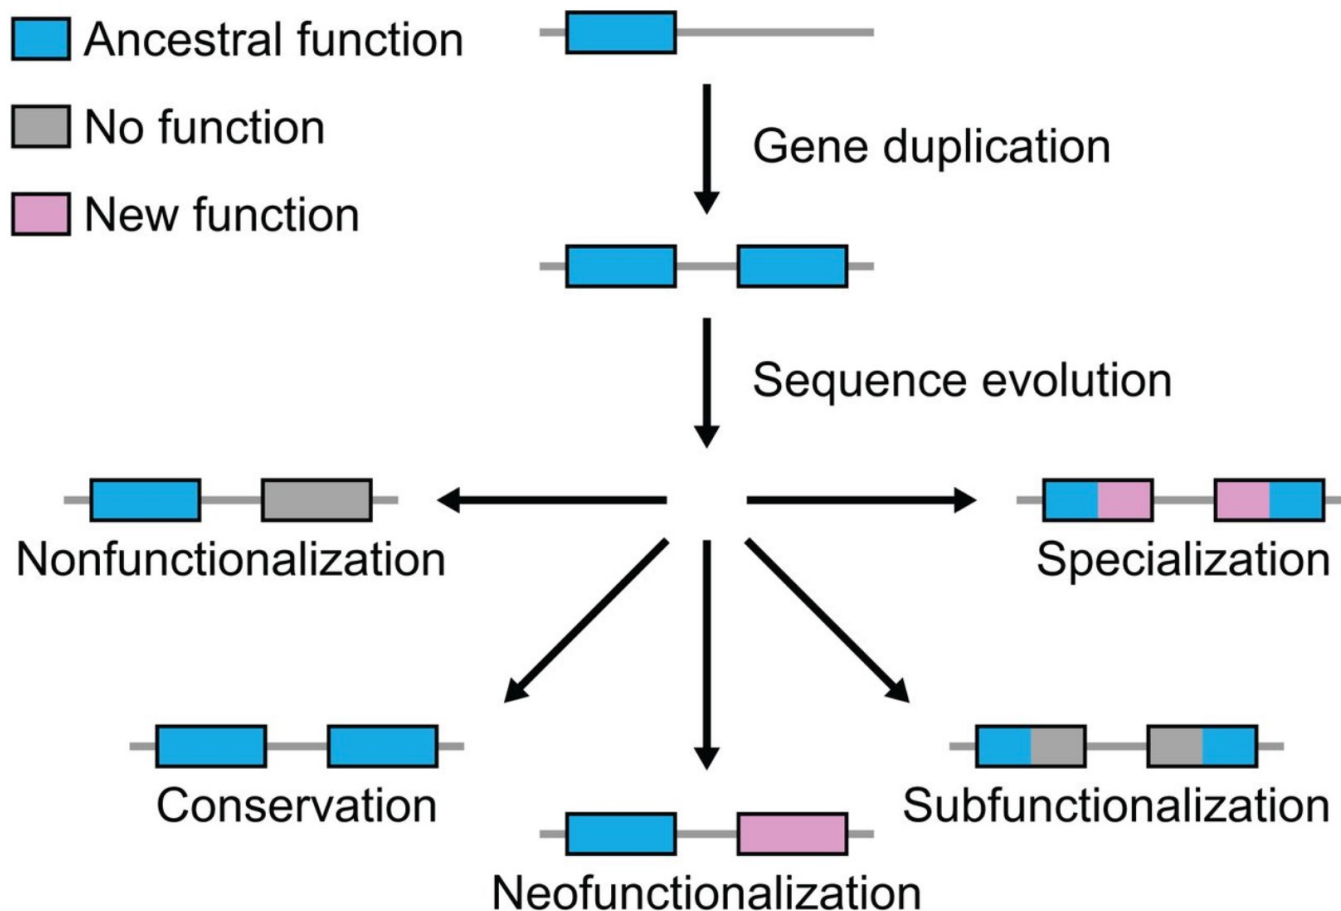 Ancestral function
No function
New function
Gene duplication
Sequence evolution
Nonfunctionalization
Specialization
Conservation
Subfunctionalization
Neofunctionalization